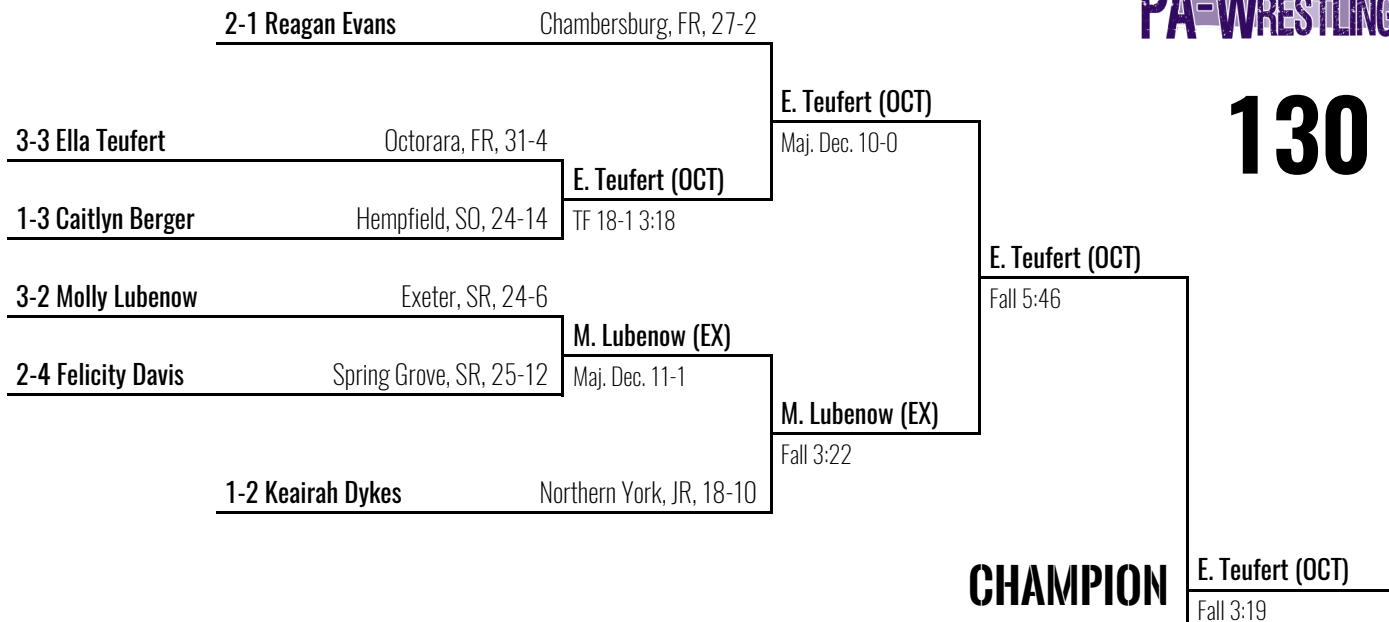 PA-WRESTLING
2-1 Reagan Evans Chambersburg, FR, 27-2
E. Teufert (OCT)
130
3-3 Ella Teufert Octorara, FR, 31-4
Maj. Dec. 10-0
E. Teufert (OCT)
1-3 Caitlyn Berger Hempfield, SO, 24-14
TF 18-1 3:18
E. Teufert (OCT)
3-2 Molly Lubenow Exeter, SR, 24-6
Fall 5:46
M. Lubenow (EX)
2-4 Felicity Davis Spring Grove, SR, 25-12
Maj. Dec. 11-1
M. Lubenow (EX)
Fall 3:22
1-2 Keairah Dykes Northern York, JR, 18-10
CHAMPION
E. Teufert (OCT)
Fall 3:19